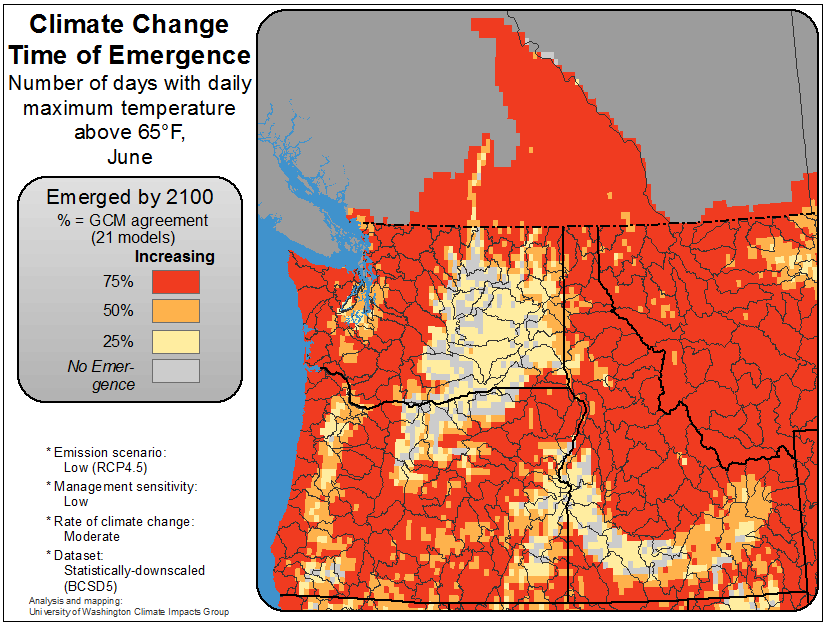 Climate Change
Time of Emergence
Number of days with daily
maximum temperature
above 65°F,
June
Emerged by 2100
% = GCM agreement
(21 models)
Increasing
75%
50%
25%
No Emer-
gence
* Emission scenario:
Low (RCP4.5)
* Management sensitivity:
Low
* Rate of climate change:
Moderate
* Dataset:
Statistically-downscaled
(BCSD5)
Analysis and mapping:
University of Washington Climate Impacts Group